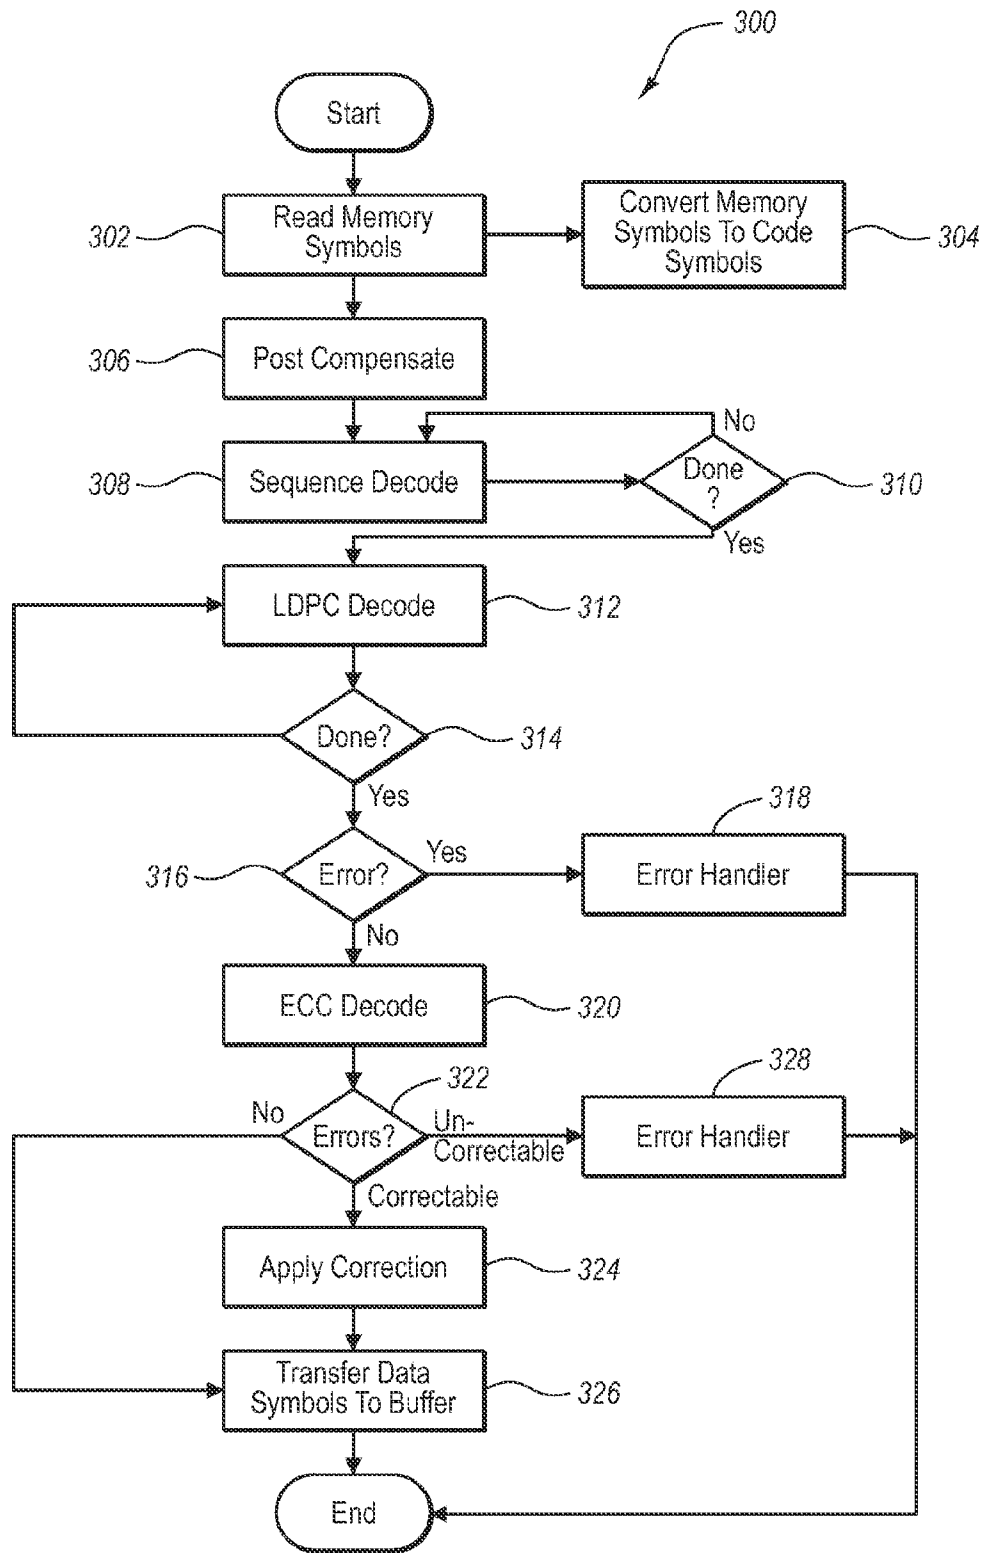 300
Start
302
Read Memory
Symbols
Convert Memory
Symbols To Code
Symbols
304
306
Post Compensate
No
308
Sequence Decode
Done
?
310
Yes
LDPC Decode
312
Done?
314
Yes
318
316
Error?
Yes
Error Handler
No
ECC Decode
320
322
328
No
Errors?
Un-
Correctable
Error Handler
Correctable
Apply Correction
324
Transfer Data
Symbols To Buffer
326
End